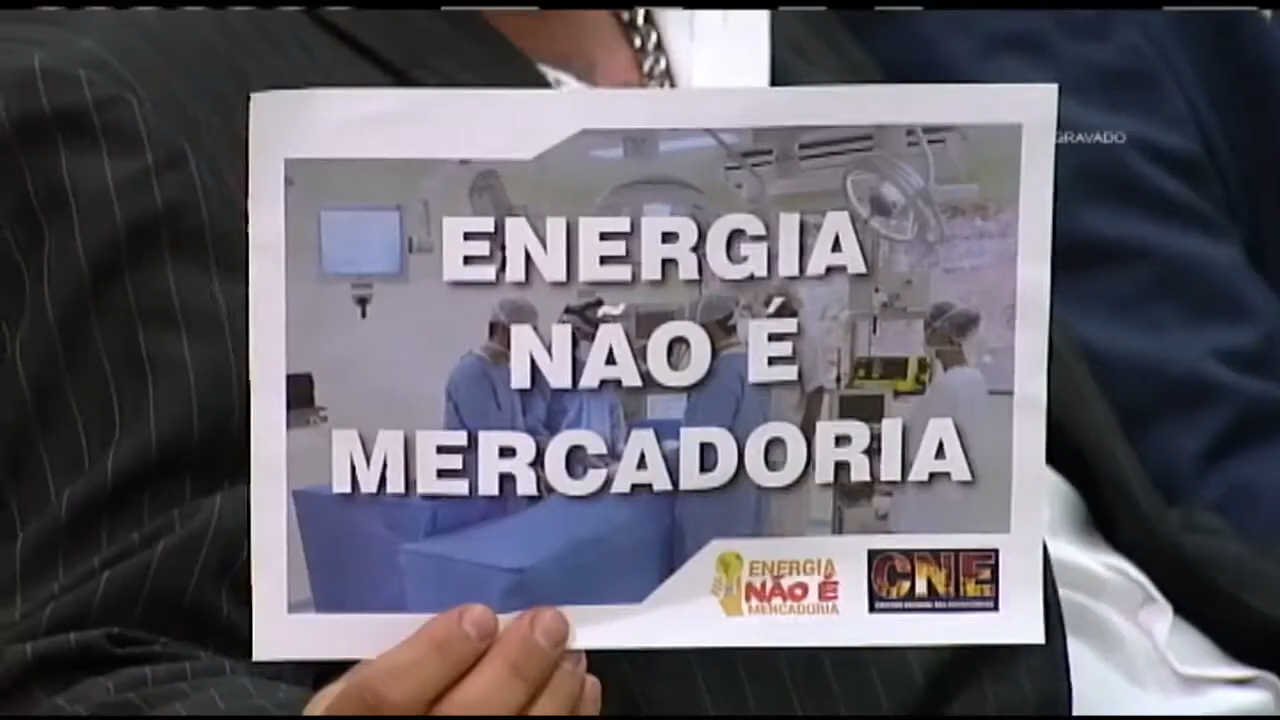 GRAVADO
ENERGIA
NÃO É
MERCADORIA
ENERGIA
NÃO É
MERCADORIA
CNE